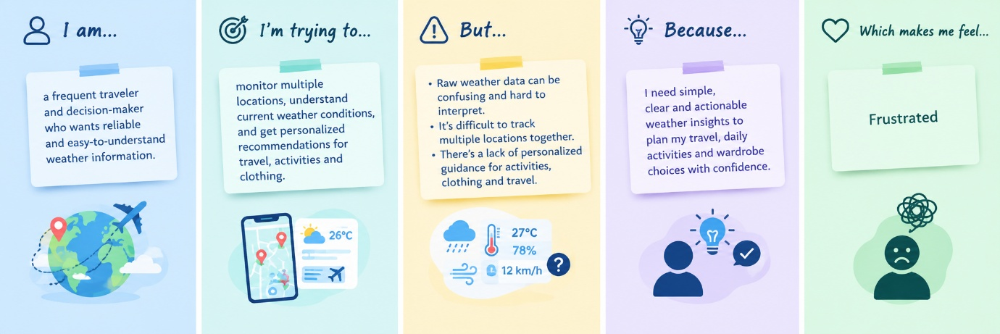 I am...
a frequent traveler
and decision-maker
who wants reliable
and easy-to-understand
weather information.
I'm trying to...
monitor multiple
locations, understand
current weather conditions,
and get personalized
recommendations for
travel, activities and
clothing.
26°C
But...
• Raw weather data can be
confusing and hard to
interpret.
• It's difficult to track
multiple locations together.
• There's a lack of personalized
guidance for activities,
clothing and travel.
27°C
78%
12 km/h
?
Because...
I need simple,
clear and actionable
weather insights to
plan my travel, daily
activities and wardrobe
choices with confidence.
Which makes me feel...
Frustrated